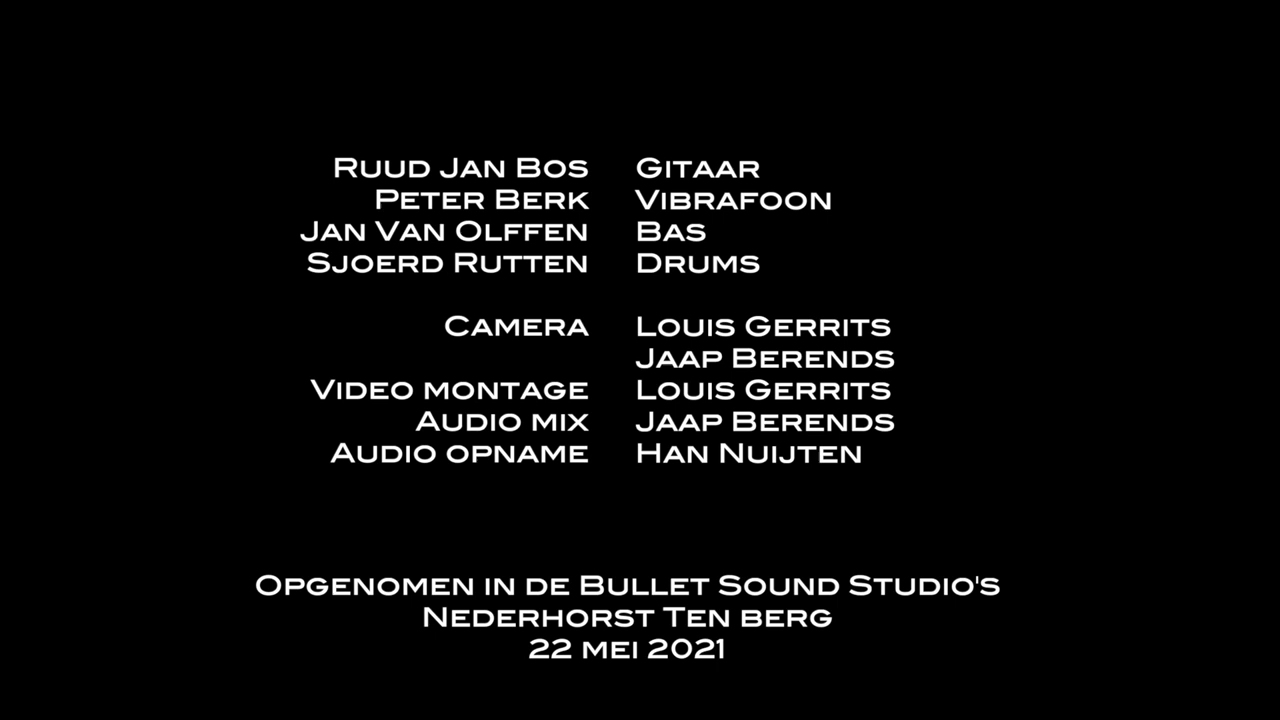 Ruud Jan Bos Gitaar
Peter Berk Vibrafoon
Jan Van Olffen Bas
Sjoerd Rutten Drums
Camera Louis Gerrits
Jaap Berends
Video montage Louis Gerrits
Audio mix Jaap Berends
Audio opname Han Nuijten
Opgenomen in de Bullet Sound Studio's
Nederhorst Ten berg
22 mei 2021